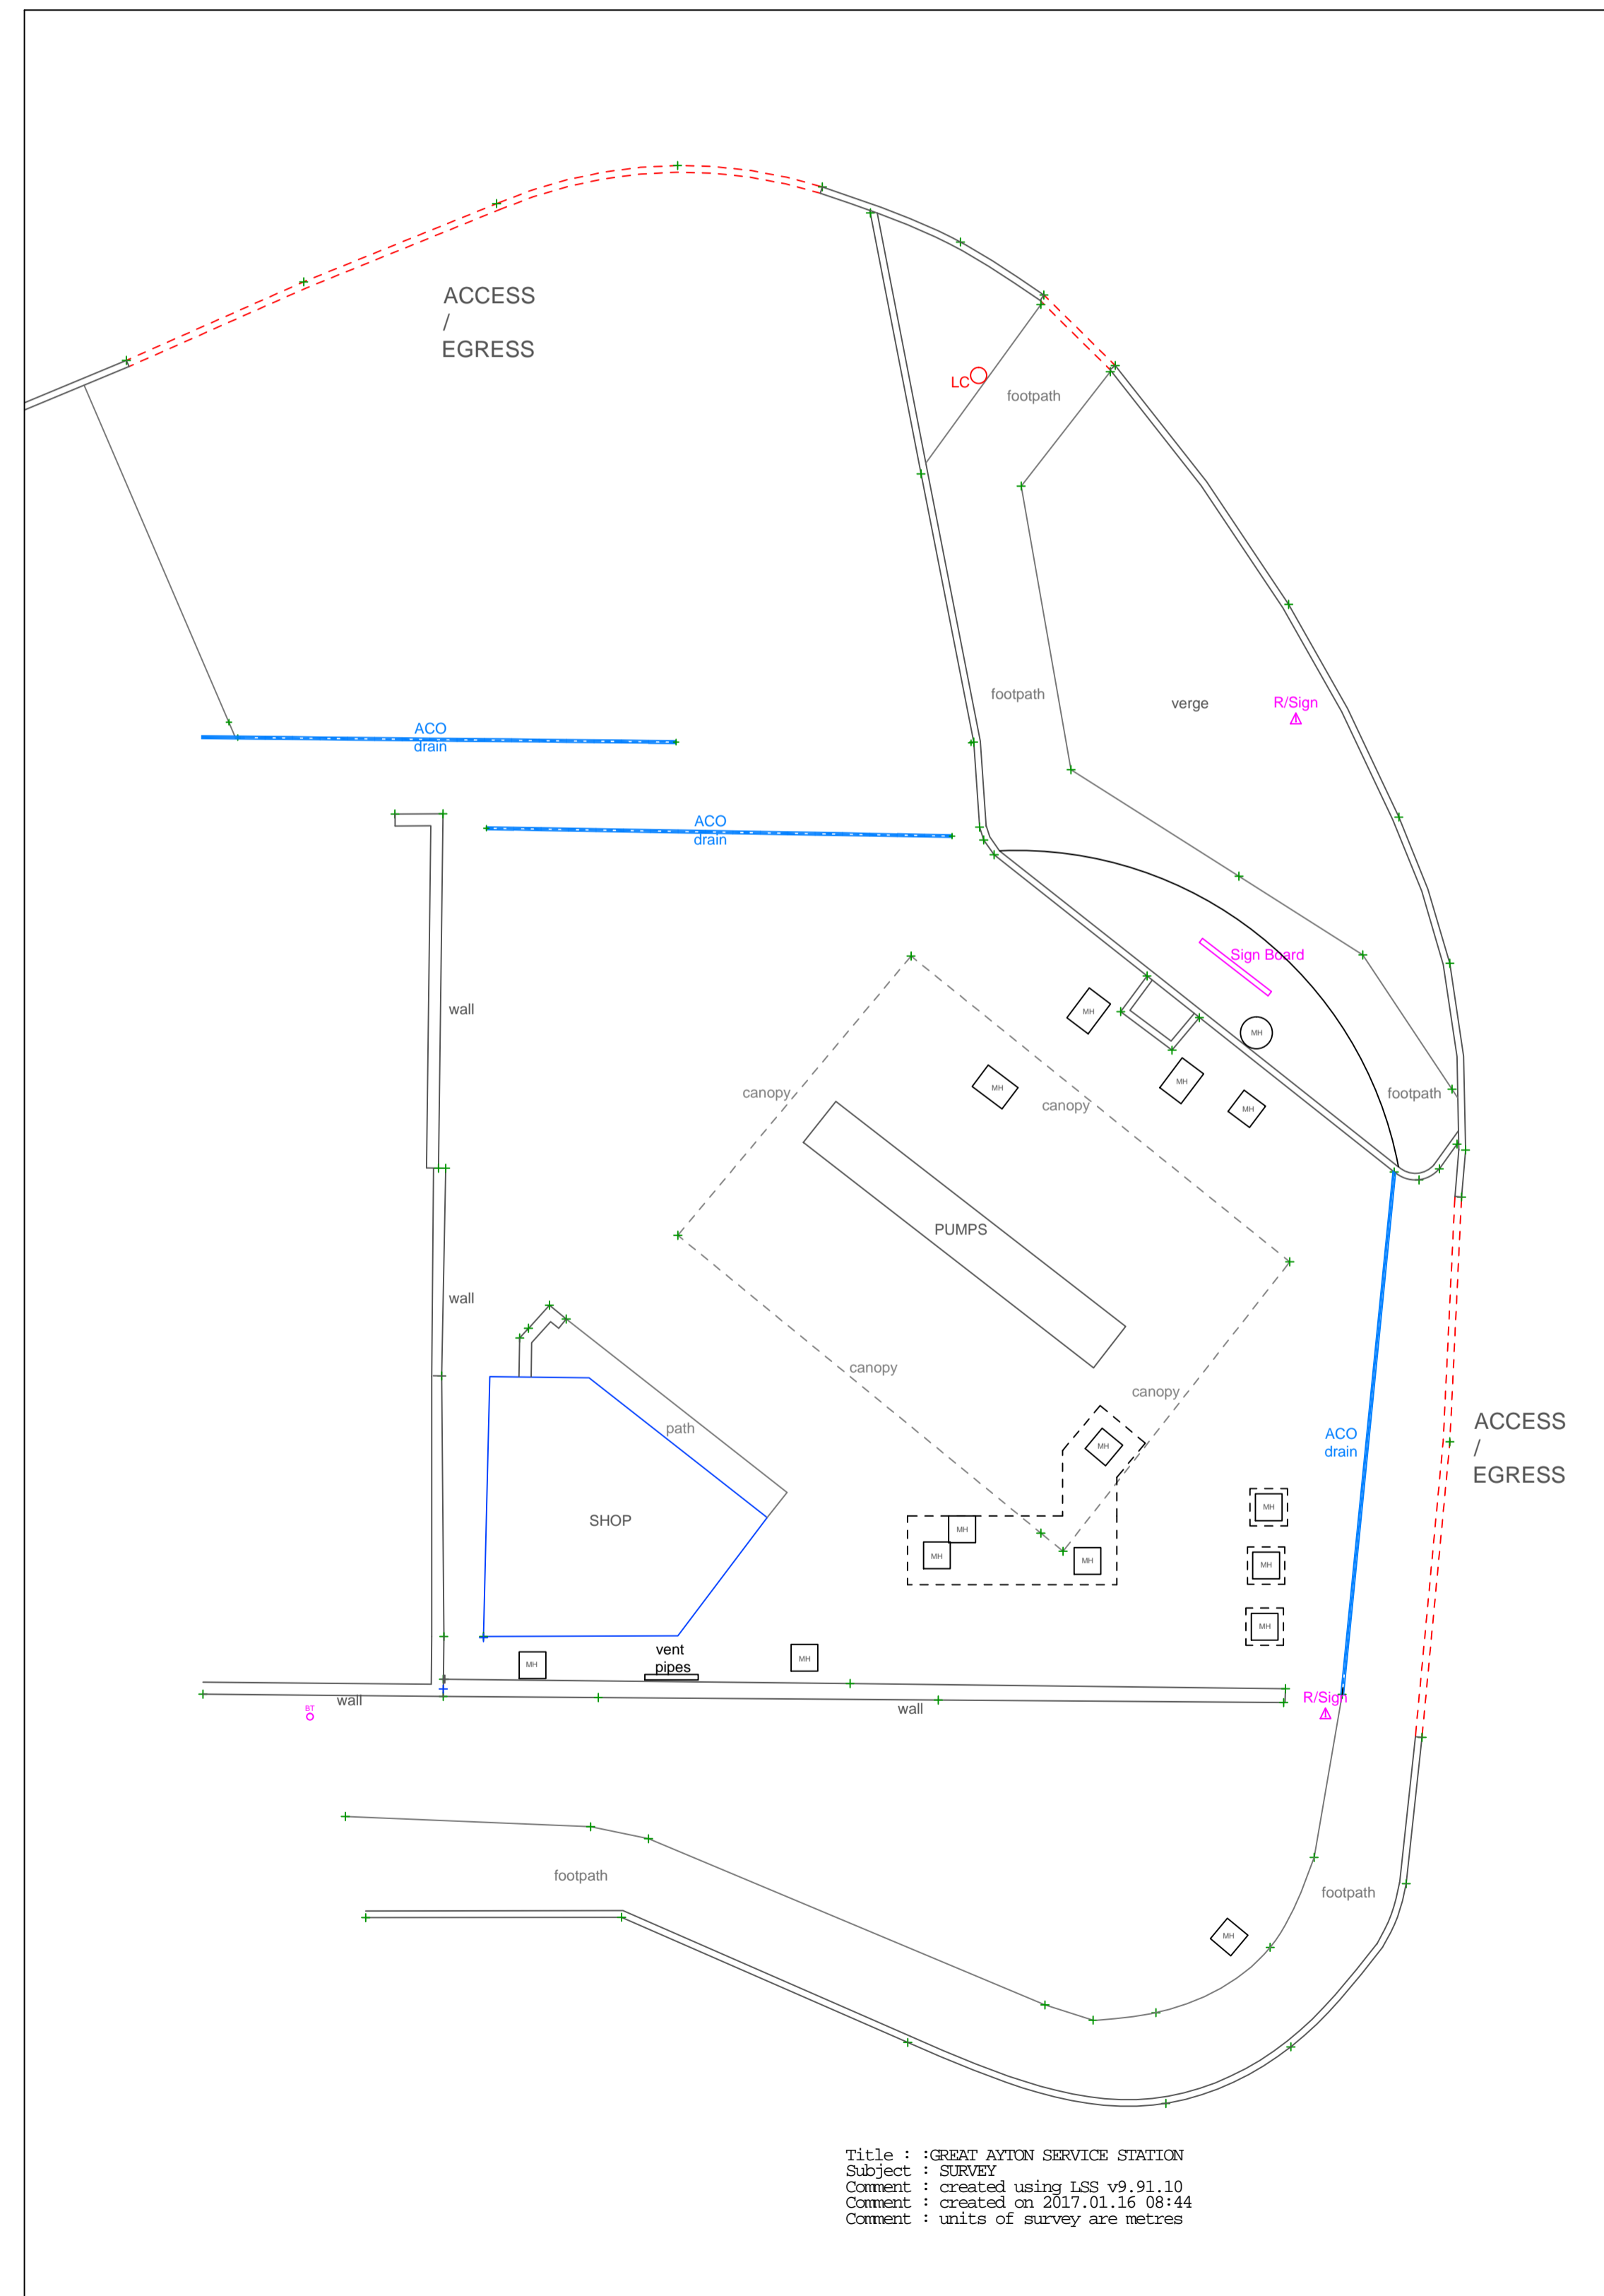 ACCESS
/
EGRESS
LC
footpath
footpath
verge
R/Sign
ACO
drain
ACO
drain
Sign Board
wall
MH
MH
MH
canopy
MH
canopy
footpath
MH
PUMPS
wall
canopy
canopy
path
ACO
drain
ACCESS
/
EGRESS
MH
SHOP
MH
MH
MH
MH
MH
MH
vent
pipes
MH
MH
wall
BT
wall
R/Sign
footpath
footpath
MH
Title : :GREAT AYTON SERVICE STATION
Subject : SURVEY
Comment : created using LSS v9.91.10
Comment : created on 2017.01.16 08:44
Comment : units of survey are metres